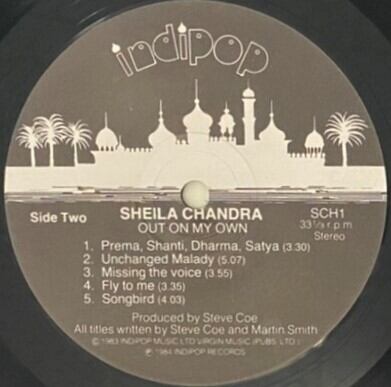 indipop
Side Two
SHEILA CHANDRA
OUT ON MY OWN
SCH1
33 1/3 r.p.m.
Stereo
1. Prema, Shanti, Dharma, Satya (3.30)
2. Unchanged Malady (5.07)
3. Missing the voice (3.55)
4. Fly to me (3.35)
5. Songbird (4.03)
Produced by Steve Coe
All titles written by Steve Coe and Martin Smith
© 1983 INDIPOP MUSIC LTD VIRGIN MUSIC (PUBS. LTD.)
℗ 1984 INDIPOP RECORDS